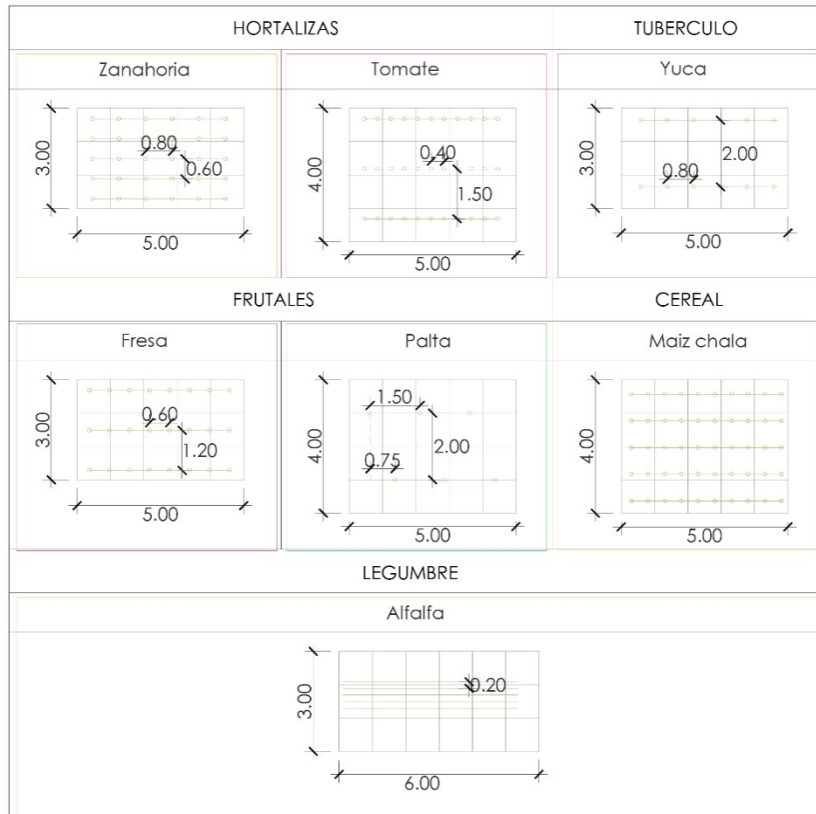 HORTALIZAS TUBERCULO
Zanahoria Tomate Yuca
3.00 0.80 0.60 5.00
4.00 0.40 1.50 5.00
3.00 0.80 2.00 5.00
FRUTALES CEREAL
Fresa Palta Maiz chala
3.00 0.60 1.20 5.00
4.00 1.50 0.75 2.00 5.00
4.00 5.00
LEGUMBRE
Alfalfa
3.00 0.20 6.00